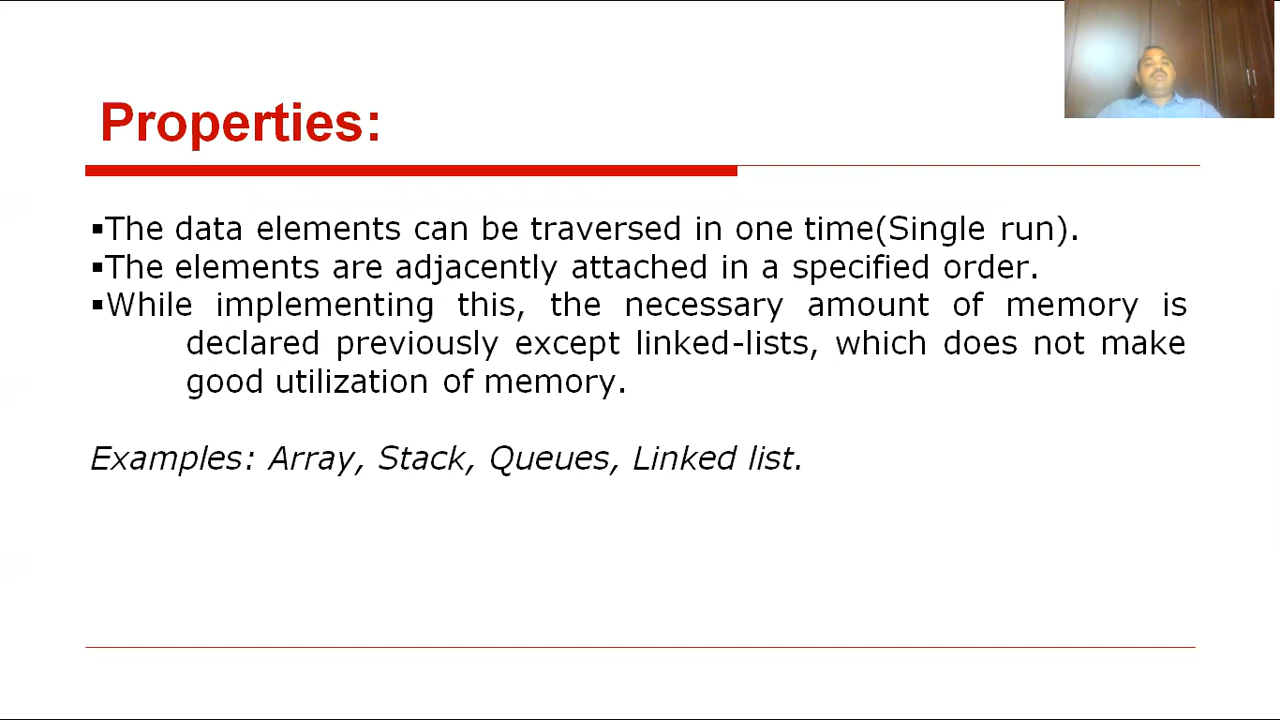 Properties:
▪The data elements can be traversed in one time(Single run).
▪The elements are adjacently attached in a specified order.
▪While implementing this, the necessary amount of memory is
declared previously except linked-lists, which does not make
good utilization of memory.
Examples: Array, Stack, Queues, Linked list.